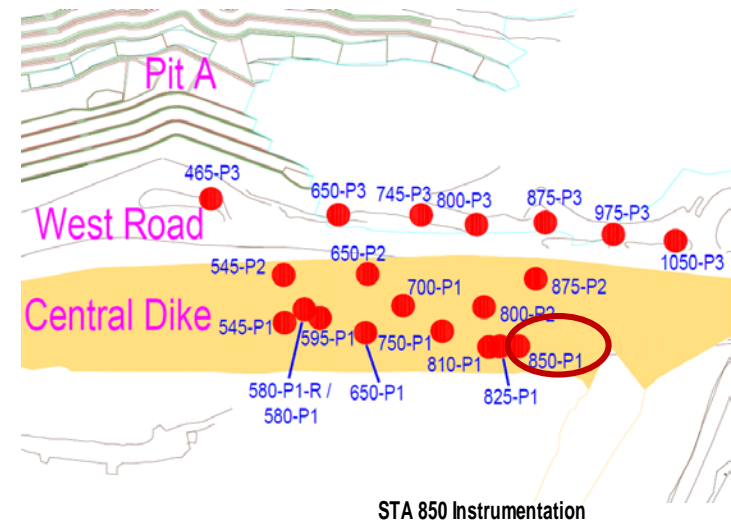 Pit A
465-P3
650-P3
745-P3
800-P3
875-P3
975-P3
1050-P3
West Road
545-P2
650-P2
700-P1
800-P2
875-P2
Central Dike
545-P1
595-P1
750-P1
810-P1
850-P1
580-P1-R /
580-P1
650-P1
825-P1
STA 850 Instrumentation